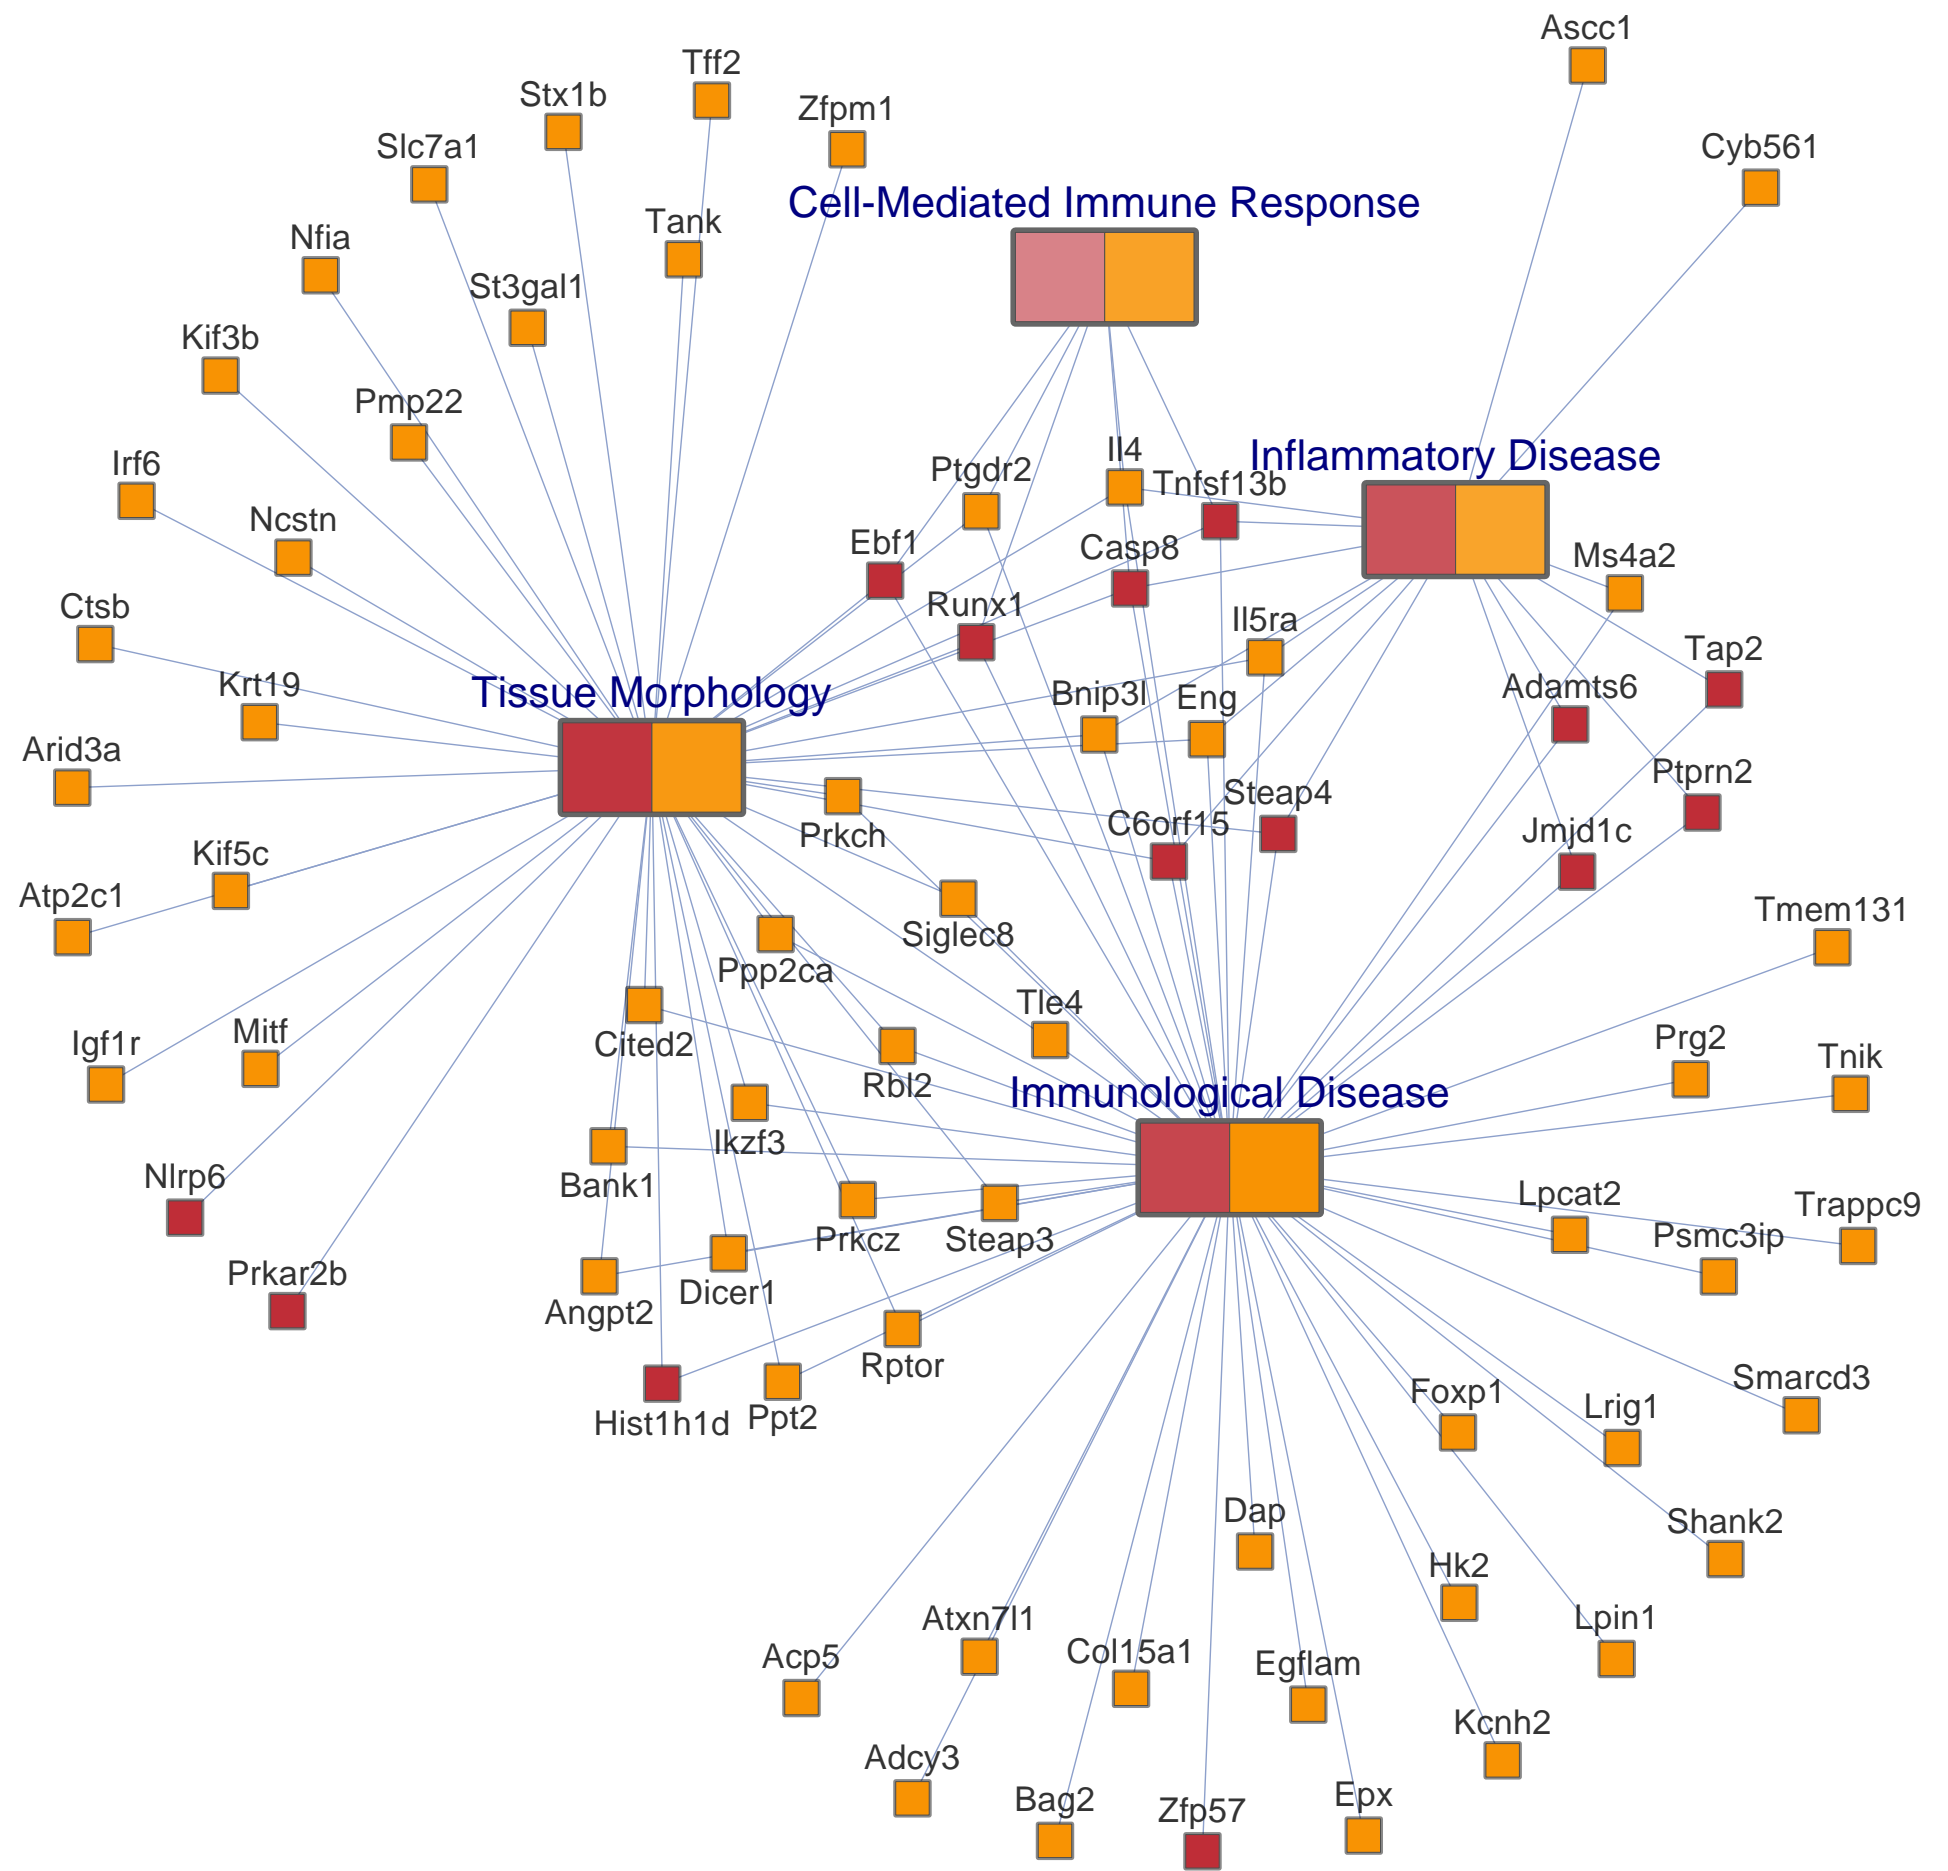 Ascc1
Tff2
Stx1b
Zfpm1
Slc7a1
Cyb561
Cell-Mediated Immune Response
Tank
Nfia
St3gal1
Kif3b
Pmp22
Il4
Inflammatory Disease
Irf6
Ptgdr2
Tnfsf13b
Ncstn
Ebf1
Casp8
Ms4a2
Ctsb
Runx1
Il5ra
Tap2
Krt19
Tissue Morphology
Bnip3l
Eng
Adamts6
Arid3a
Ptprn2
Steap4
Prkch
C6orf15
Jmjd1c
Kif5c
Atp2c1
Tmem131
Siglec8
Ppp2ca
Tle4
Mitf
Igf1r
Cited2
Prg2
Tnik
Rbl2
Immunological Disease
Ikzf3
Nlrp6
Bank1
Lpcat2
Trappc9
Prkcz
Steap3
Psmc3ip
Prkar2b
Dicer1
Angpt2
Rptor
Smarcd3
Foxp1
Lrig1
Hist1h1d
Ppt2
Dap
Shank2
Hk2
Atxn7l1
Lpin1
Acp5
Col15a1
Egflam
Kcnh2
Adcy3
Bag2
Zfp57
Epx